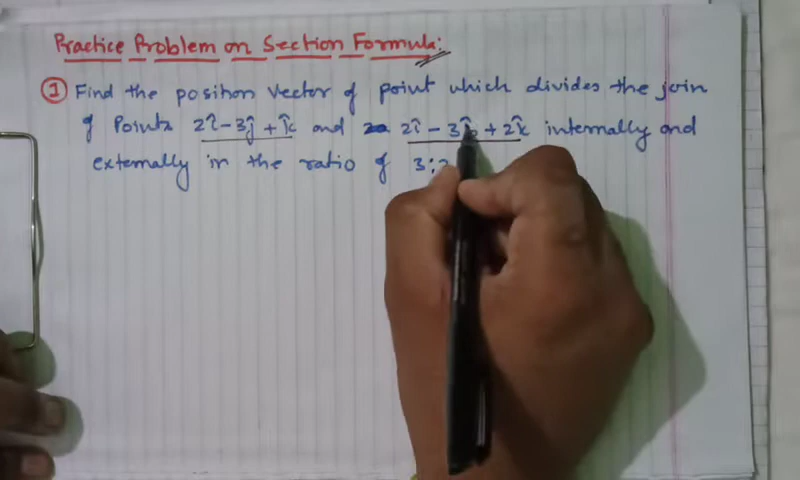 Practice Problem on Section Formula:
① Find the position vector of point which divides the join
of Points 2î-3ĵ+k̂ and 2î-3ĵ+2k̂ internally and
externally in the ratio of 3: